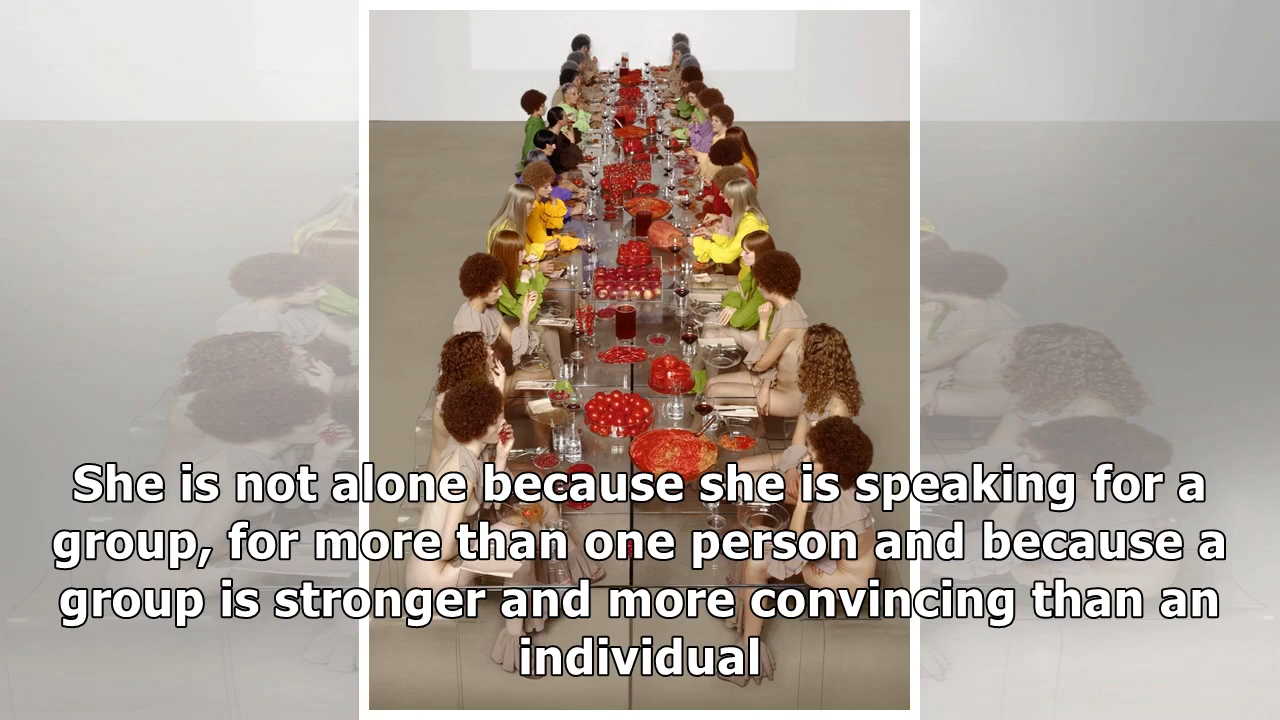 She is not alone because she is speaking for a
group, for more than one person and because a
group is stronger and more convincing than an
individual